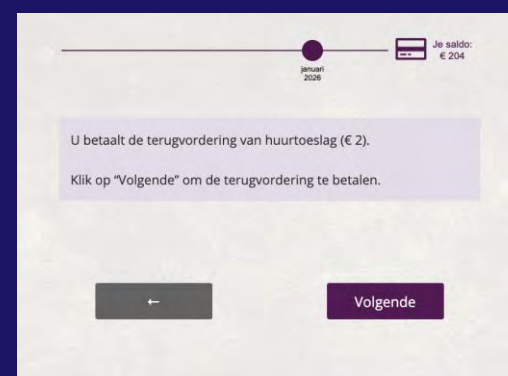 Je saldo:
€ 204
januari
2026
U betaalt de terugvordering van huurtoeslag (€ 2).
Klik op “Volgende” om de terugvordering te betalen.
←
Volgende